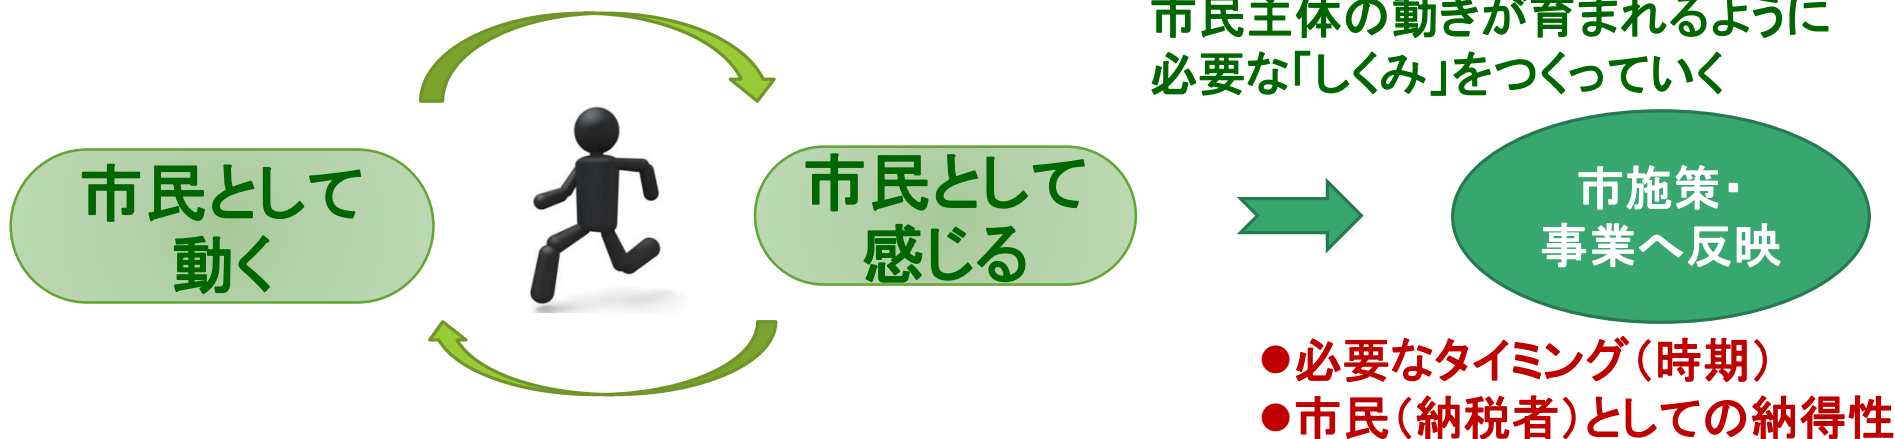 市民主体の動きが育まれるように
必要な「しくみ」をつくっていく
市民として
動く
市民として
感じる
市施策・
事業へ反映
●必要なタイミング（時期）
●市民（納税者）としての納得性